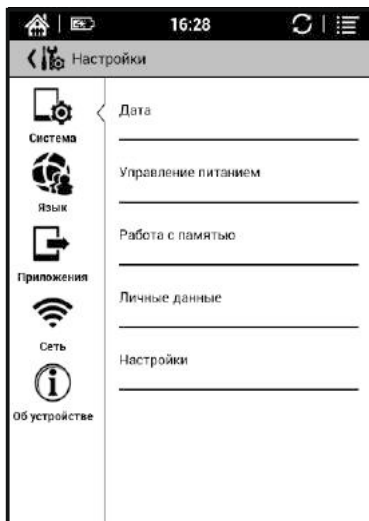 16:28
Настройки
Система
Язык
Приложения
Сеть
Об устройстве
Дата
Управление питанием
Работа с памятью
Личные данные
Настройки